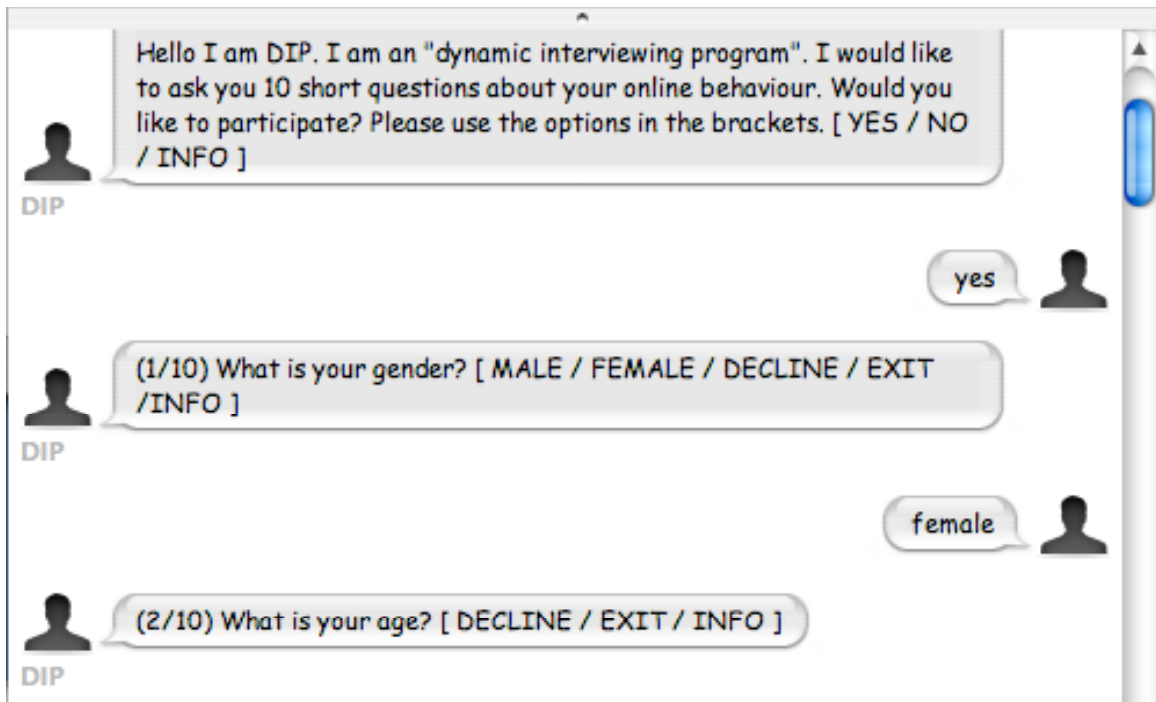 Hello I am DIP. I am an "dynamic interviewing program". I would like
to ask you 10 short questions about your online behaviour. Would you
like to participate? Please use the options in the brackets. [ YES / NO
/ INFO ]
DIP
yes
(1/10) What is your gender? [ MALE / FEMALE / DECLINE / EXIT
/INFO ]
DIP
female
(2/10) What is your age? [ DECLINE / EXIT / INFO ]
DIP